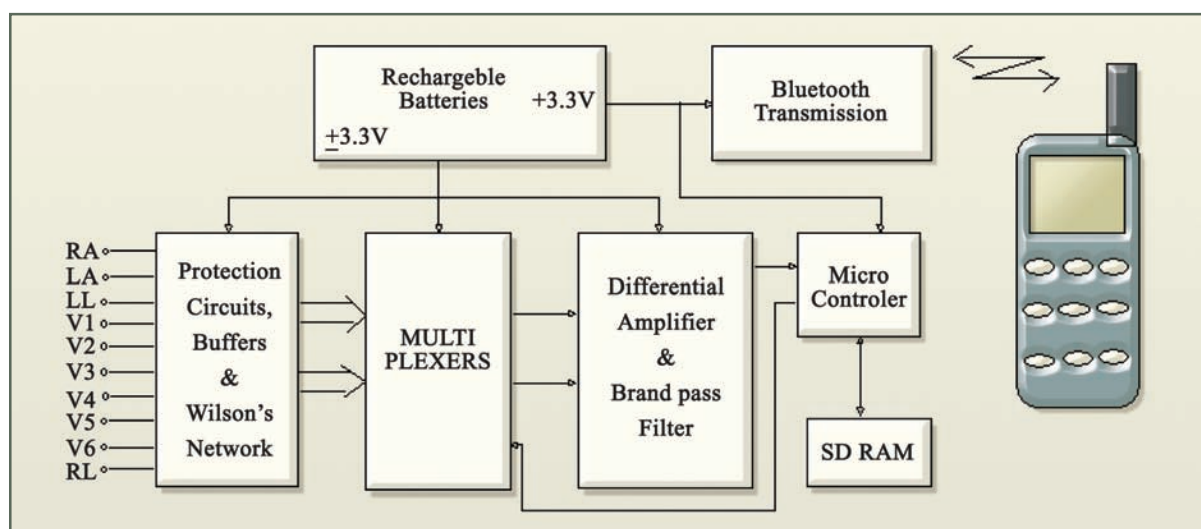 Rechargeble
Batteries
+3.3V
±3.3V
Bluetooth
Transmission
RA
LA
LL
V1
V2
V3
V4
V5
V6
RL
Protection
Circuits,
Buffers
&
Wilson's
Network
MULTI
PLEXERS
Differential
Amplifier
&
Brand pass
Filter
Micro
Controler
SD RAM